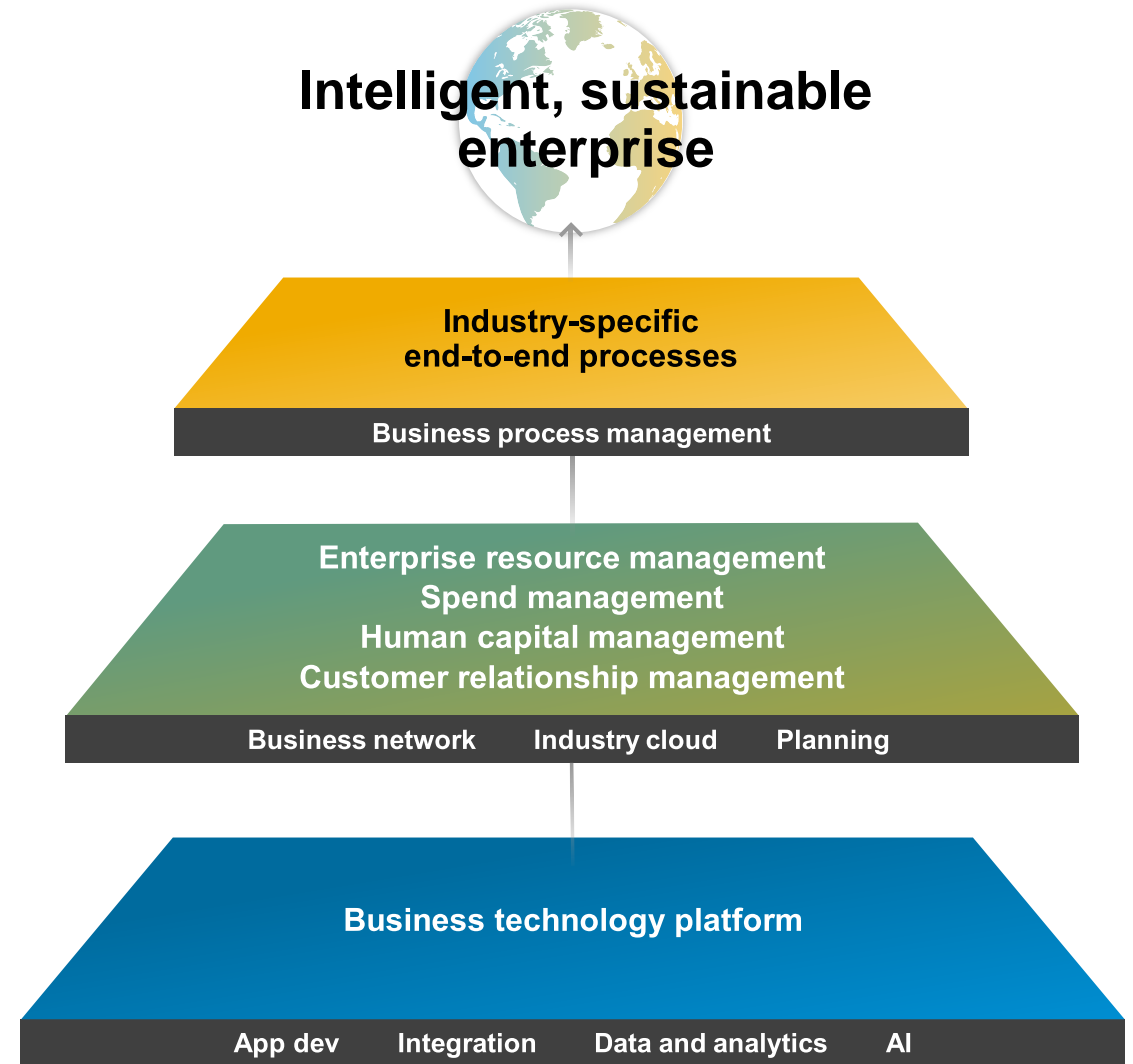 Intelligent, sustainable
enterprise
Industry-specific
end-to-end processes
Business process management
Enterprise resource management
Spend management
Human capital management
Customer relationship management
Business network Industry cloud Planning
Business technology platform
App dev Integration Data and analytics AI